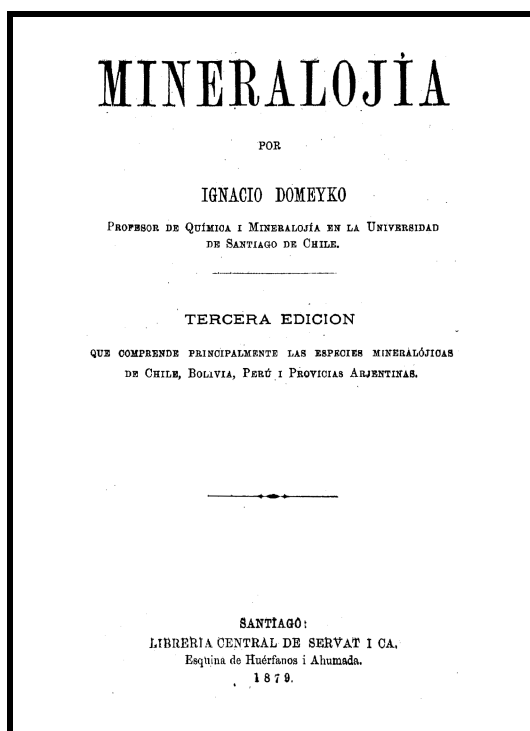 MINERALOJÍA
POR
IGNACIO DOMEYKO
PROFESOR DE QUÍMICA I MINERALOJÍA EN LA UNIVERSIDAD
DE SANTIAGO DE CHILE.
TERCERA EDICION
QUE COMPRENDE PRINCIPALMENTE LAS ESPECIES MINERALÓJICAS
DE CHILE, BOLIVIA, PERÚ I PROVICIAS ARJENTINAS.
SANTIAGO:
LIBRERIA CENTRAL DE SERVAT I CA,
Esquina de Huérfanos i Ahumada.
1879.